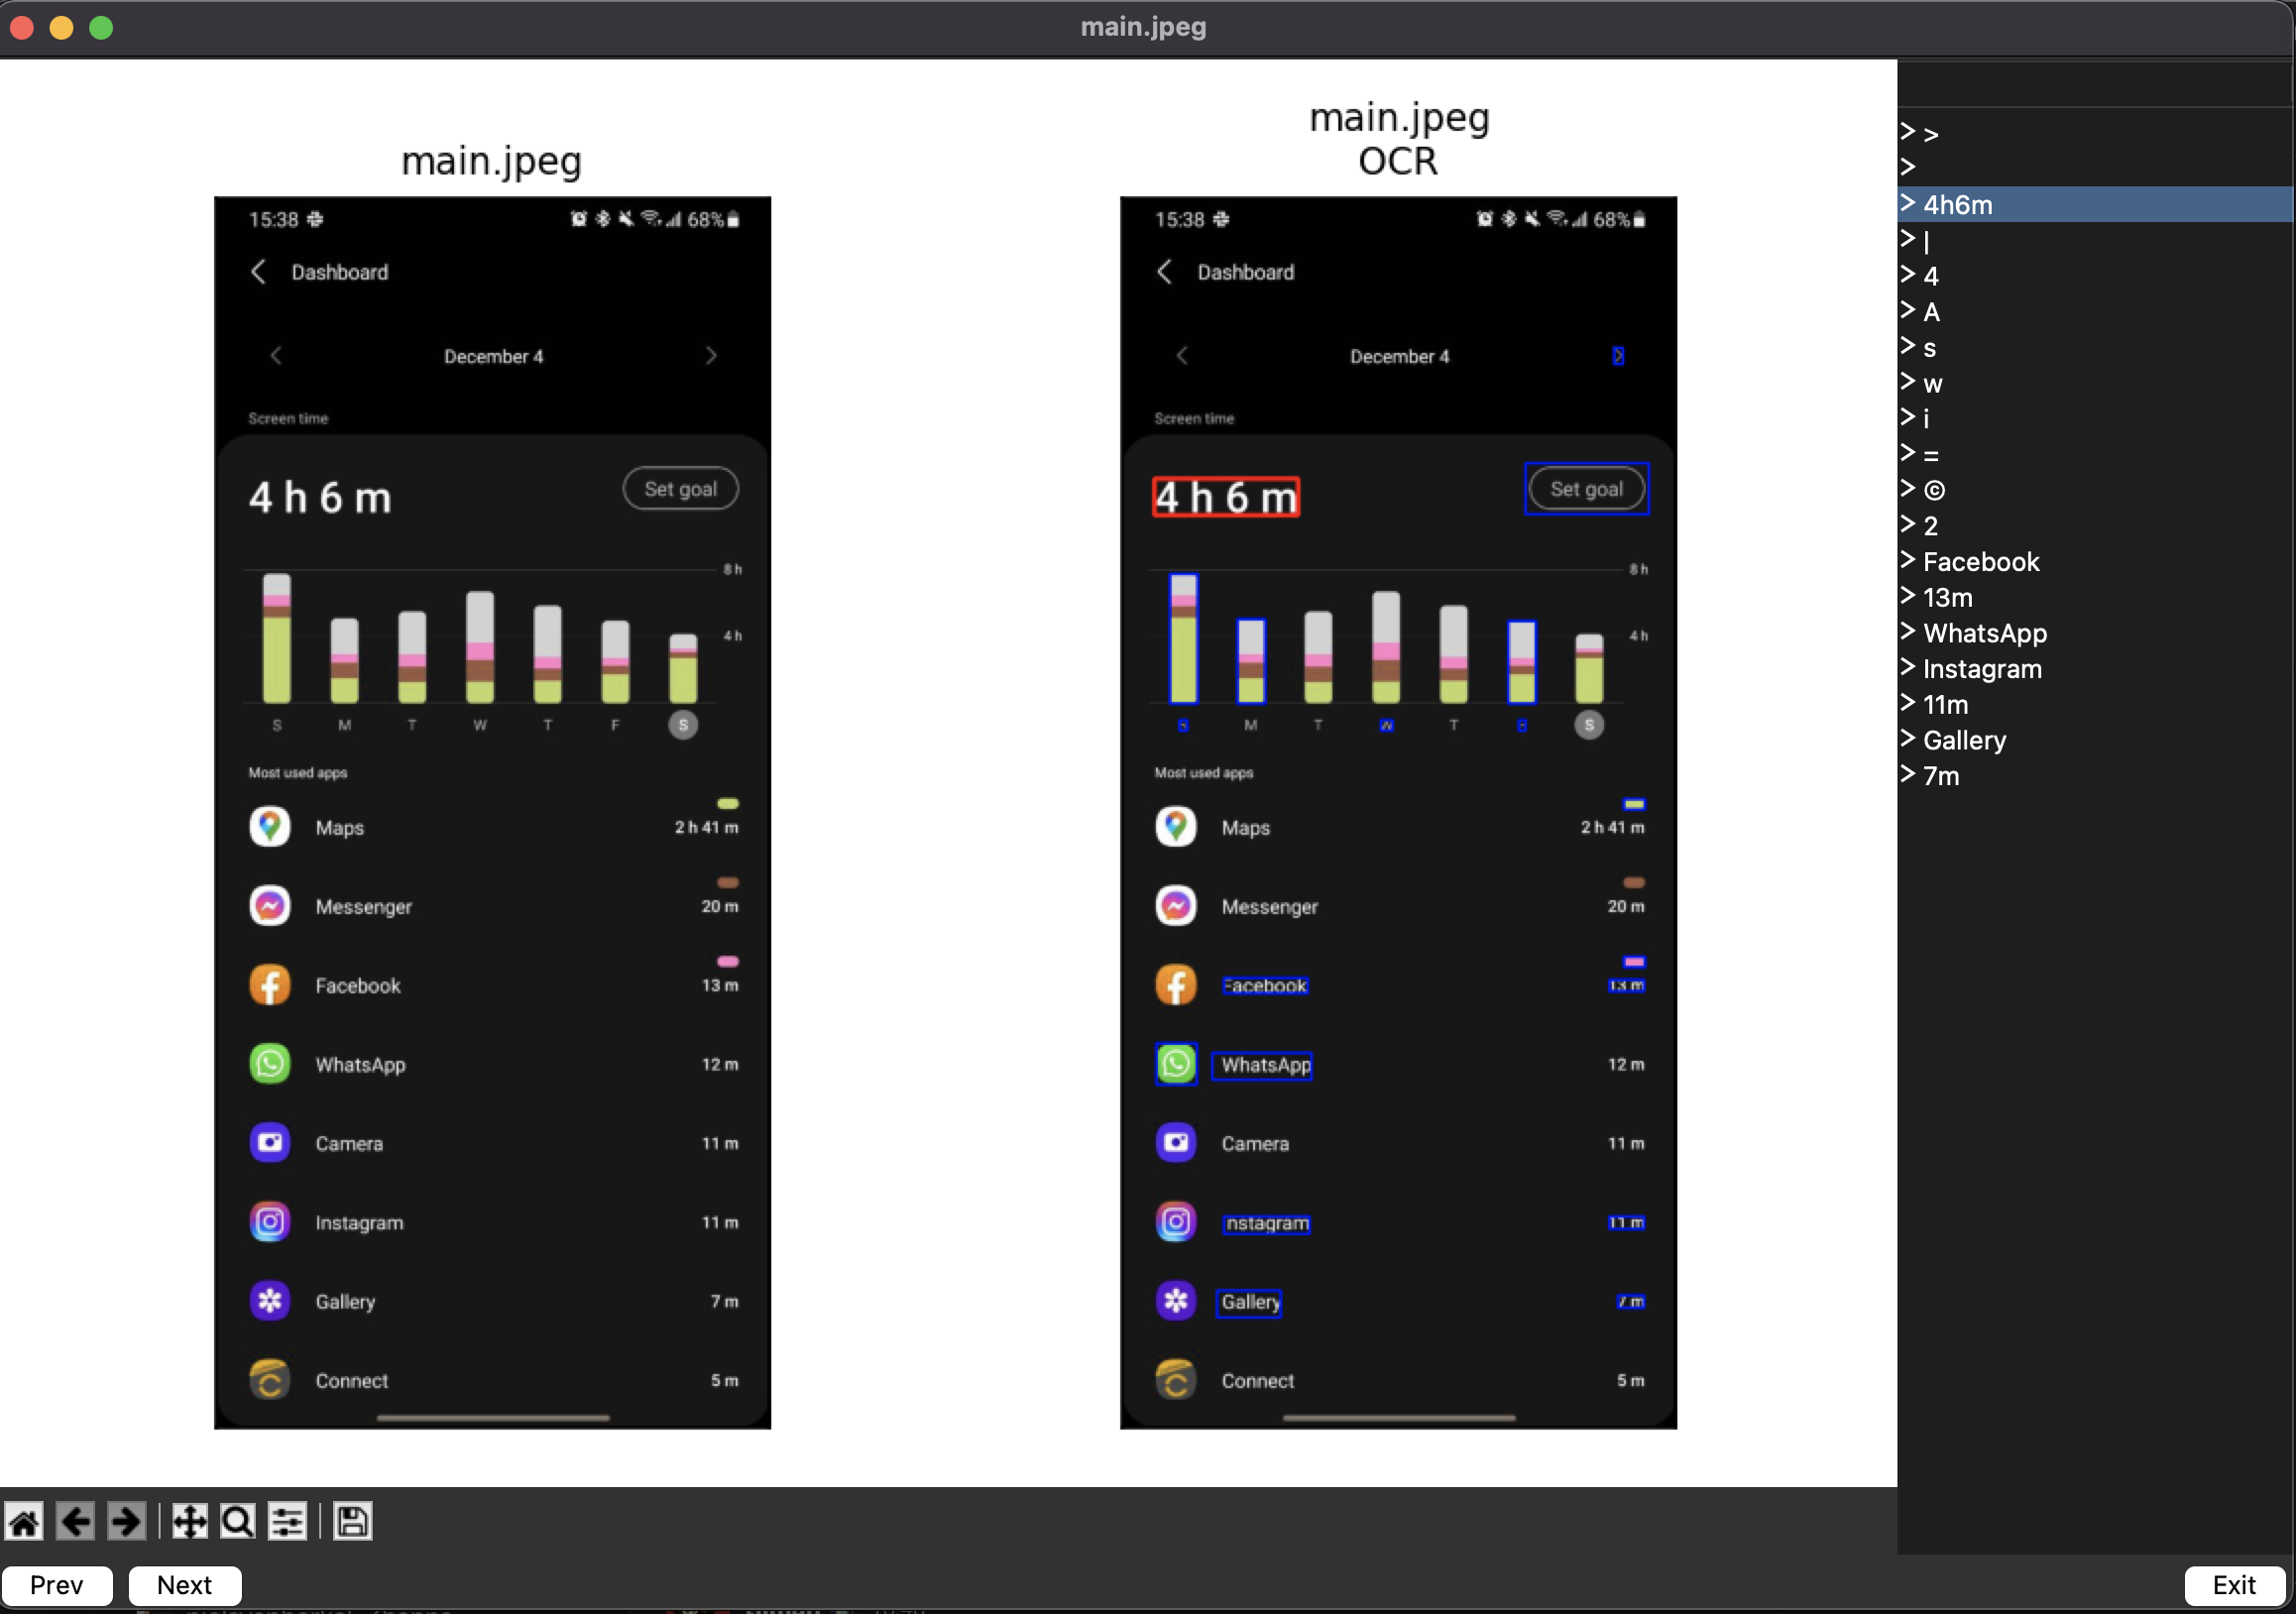 main.jpeg
main.jpeg
15:38 68%
Dashboard
< December 4 >
Screen time
4 h 6 m Set goal
8 h
4 h
S M T W T F S
Most used apps
Maps 2 h 41 m
Messenger 20 m
Facebook 13 m
WhatsApp 12 m
Camera 11 m
Instagram 11 m
Gallery 7 m
Connect 5 m
main.jpeg
OCR
15:38 68%
Dashboard
< December 4
Screen time
4 h 6 m Set goal
8 h
4 h
M T W T S
Most used apps
Maps 2 h 41 m
Messenger 20 m
Facebook 13 m
WhatsApp 12 m
Camera 11 m
nstagram 11 m
Gallery 7 m
Connect 5 m
> >
>
> 4h6m
> |
> 4
> A
> s
> w
> i
> =
> ©
> 2
> Facebook
> 13m
> WhatsApp
> Instagram
> 11m
> Gallery
> 7m
Prev Next Exit